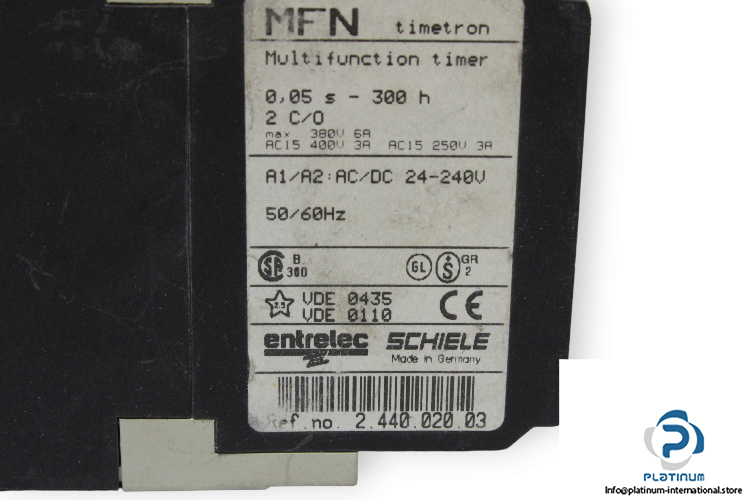 MFN timetron
Multifunction timer
0,05 s - 300 h
2 C/O
max 380V 6A
AC15 400V 3A AC15 250V 3A
A1/A2:AC/DC 24-240V
50/60Hz
B. 300
GL S GR 2
2.5 VDE 0435
VDE 0110
CE
entrelec SCHIELE
Made in Germany
Ref.no. 2.440.020.03
PLATINUM
Info@platinum-international.store